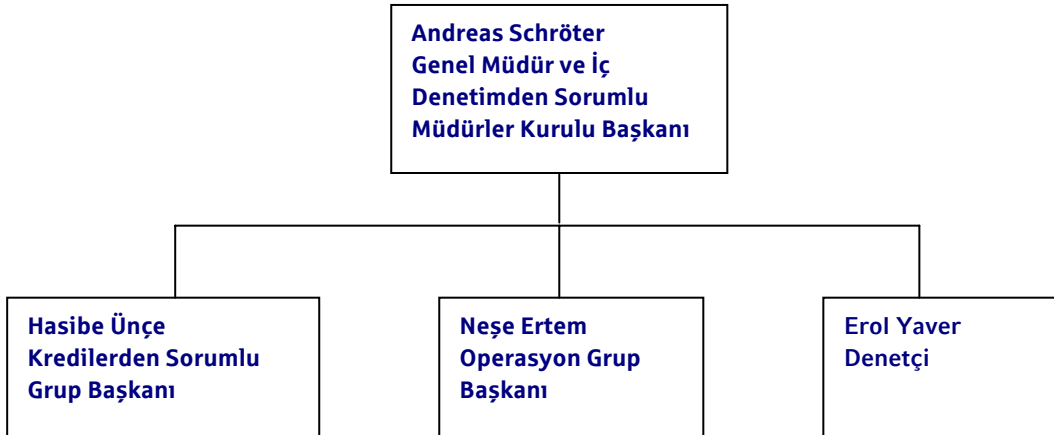 Andreas Schröter
Genel Müdür ve İç
Denetimden Sorumlu
Müdürler Kurulu Başkanı
Hasibe Ünçe
Kredilerden Sorumlu
Grup Başkanı
Neşe Ertem
Operasyon Grup
Başkanı
Erol Yaver
Denetçi